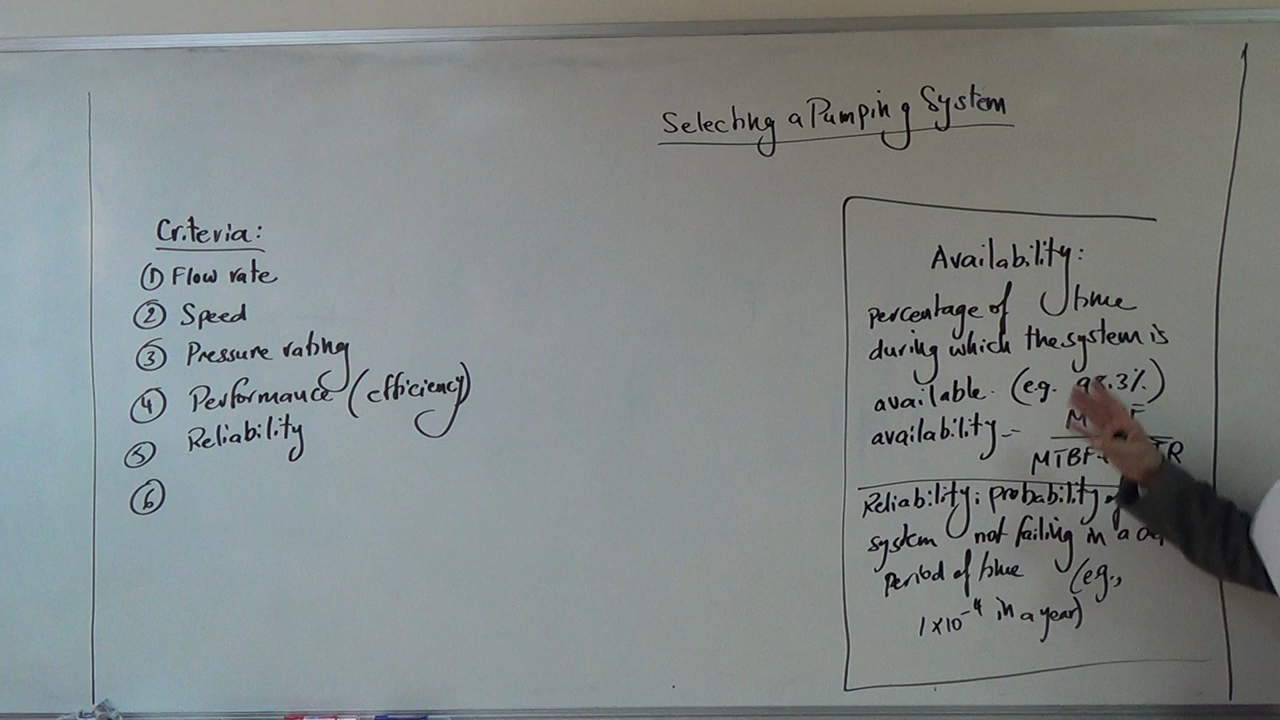 Selecting a Pumping System
Criteria:
① Flow rate
② Speed
③ Pressure rating
④ Performance (efficiency)
⑤ Reliability
⑥
Availability:
percentage of time
during which the system is
available. (eg. .3%)
availability =
MTBF
Reliability: probability
system not failing in a
period of time (eg.,
1×10⁻⁴ in a year)